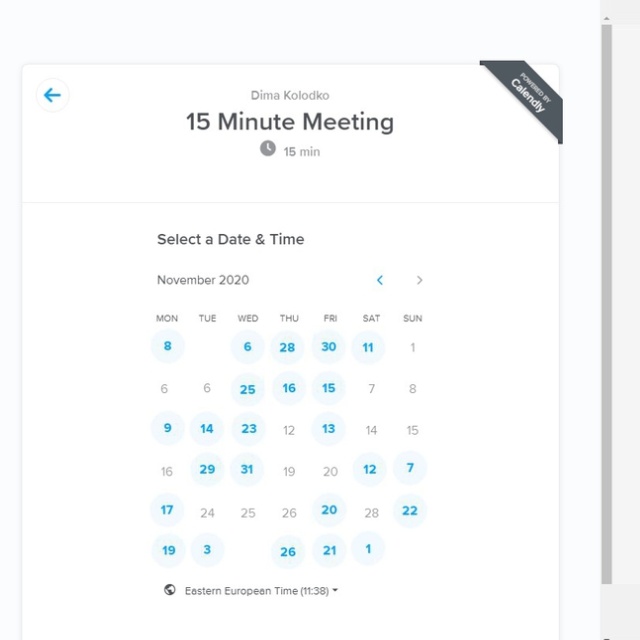 POWERED BY
Calendly
Dima Kolodko
15 Minute Meeting
15 min
Select a Date & Time
November 2020
MON TUE WED THU FRI SAT SUN
8 6 28 30 11 1
6 6 25 16 15 7 8
9 14 23 12 13 14 15
16 29 31 19 20 12 7
17 24 25 26 20 28 22
19 3 26 21 1
Eastern European Time (11:38)